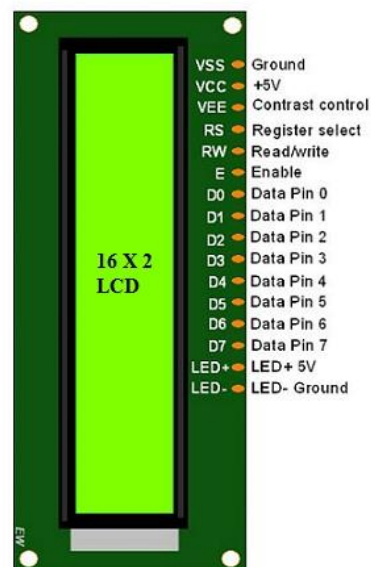 VSS Ground
VCC +5V
VEE Contrast control
RS Register select
RW Read/write
E Enable
D0 Data Pin 0
D1 Data Pin 1
D2 Data Pin 2
D3 Data Pin 3
D4 Data Pin 4
D5 Data Pin 5
D6 Data Pin 6
D7 Data Pin 7
LED+ LED+ 5V
LED- LED- Ground
16 X 2
LCD
EW